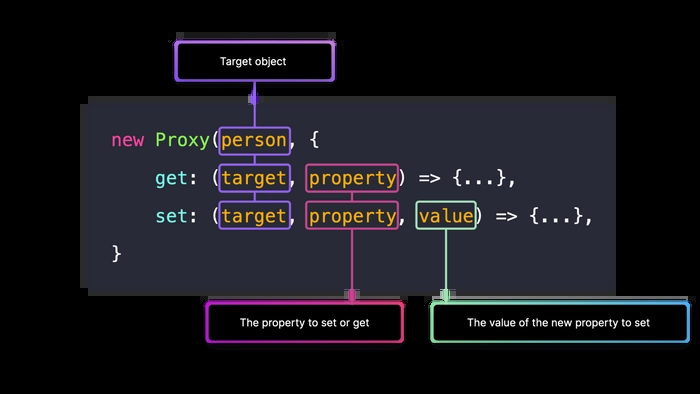 Target object
new Proxy(person, {
get: (target, property) => {...},
set: (target, property, value) => {...},
}
The property to set or get
The value of the new property to set